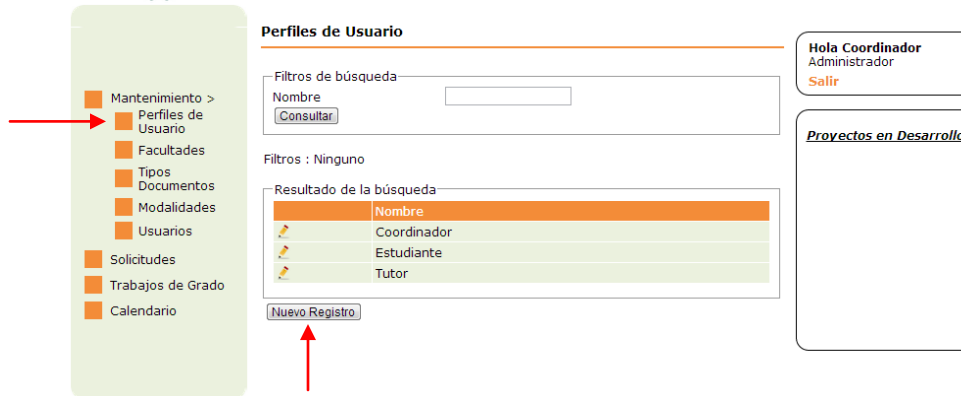 Mantenimiento >
Perfiles de
Usuario
Facultades
Tipos
Documentos
Modalidades
Usuarios
Solicitudes
Trabajos de Grado
Calendario
Perfiles de Usuario
Filtros de búsqueda
Nombre
Consultar
Filtros : Ninguno
Resultado de la búsqueda
Nombre
Coordinador
Estudiante
Tutor
Nuevo Registro
Hola Coordinador
Administrador
Salir
Proyectos en Desarrollo